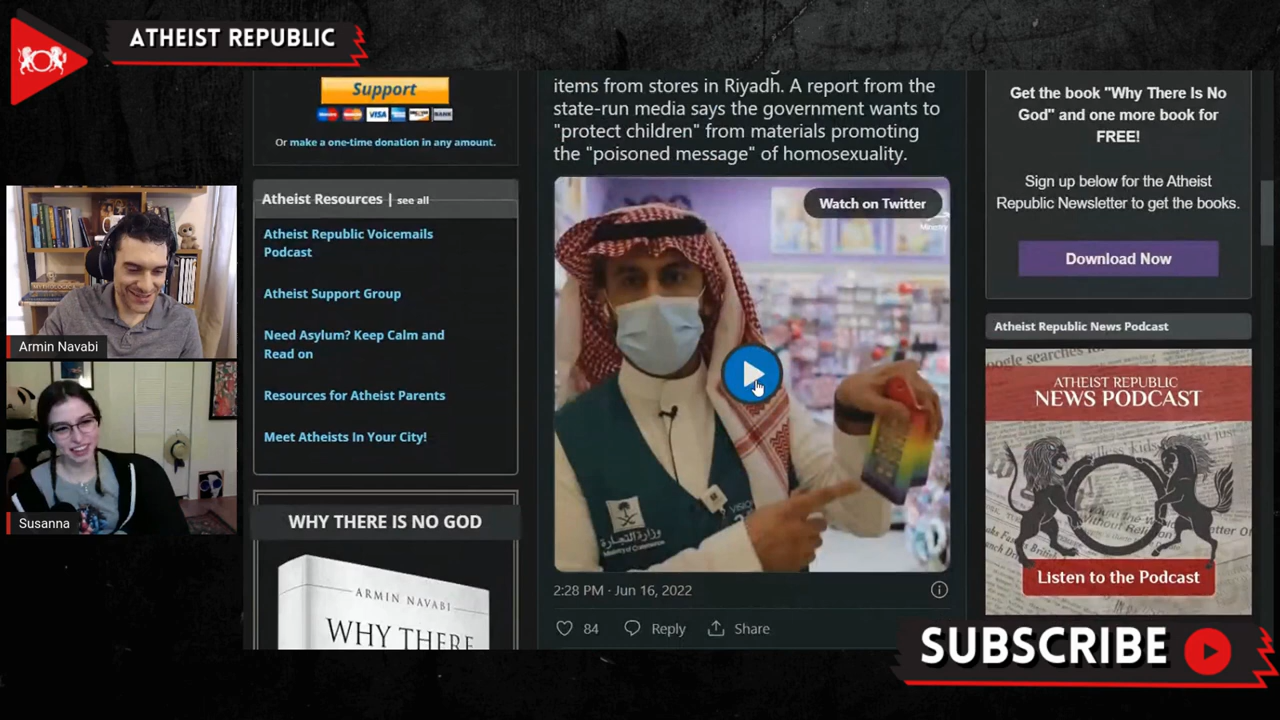 ATHEIST REPUBLIC
Support
VISA
BANK
Or make a one-time donation in any amount.
Atheist Resources | see all
Atheist Republic Voicemails
Podcast
Atheist Support Group
Need Asylum? Keep Calm and
Read on
Resources for Atheist Parents
Meet Atheists In Your City!
WHY THERE IS NO GOD
ARMIN NAVABI
WHY THERE
Armin Navabi
Susanna
items from stores in Riyadh. A report from the
state-run media says the government wants to
"protect children" from materials promoting
the "poisoned message" of homosexuality.
Watch on Twitter
Ministry
VISION
وزارة التجارة
Ministry of Commerce
2:28 PM · Jun 16, 2022
84
Reply
Share
Get the book "Why There Is No
God" and one more book for
FREE!
Sign up below for the Atheist
Republic Newsletter to get the books.
Download Now
Atheist Republic News Podcast
ATHEIST REPUBLIC
NEWS PODCAST
Listen to the Podcast
SUBSCRIBE